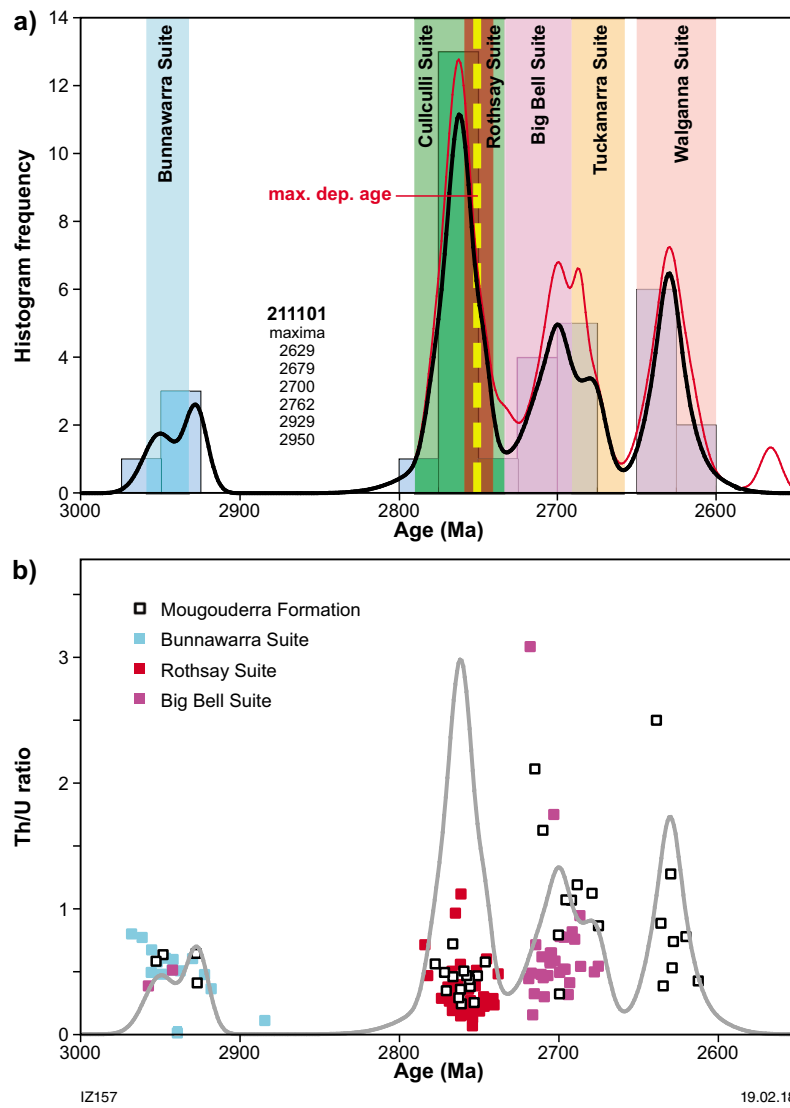 a)
14
12
10
8
6
4
2
0
Histogram frequency
Bunnawarra Suite
Cullculli Suite
Rothsay Suite
Big Bell Suite
Tuckanarra Suite
Walganna Suite
max. dep. age
211101
maxima
2629
2679
2700
2762
2929
2950
3000
2900
2800
2700
2600
Age (Ma)
b)
3
2
1
0
Th/U ratio
Mougouderra Formation
Bunnawarra Suite
Rothsay Suite
Big Bell Suite
3000
2900
2800
2700
2600
Age (Ma)
IZ157
19.02.18